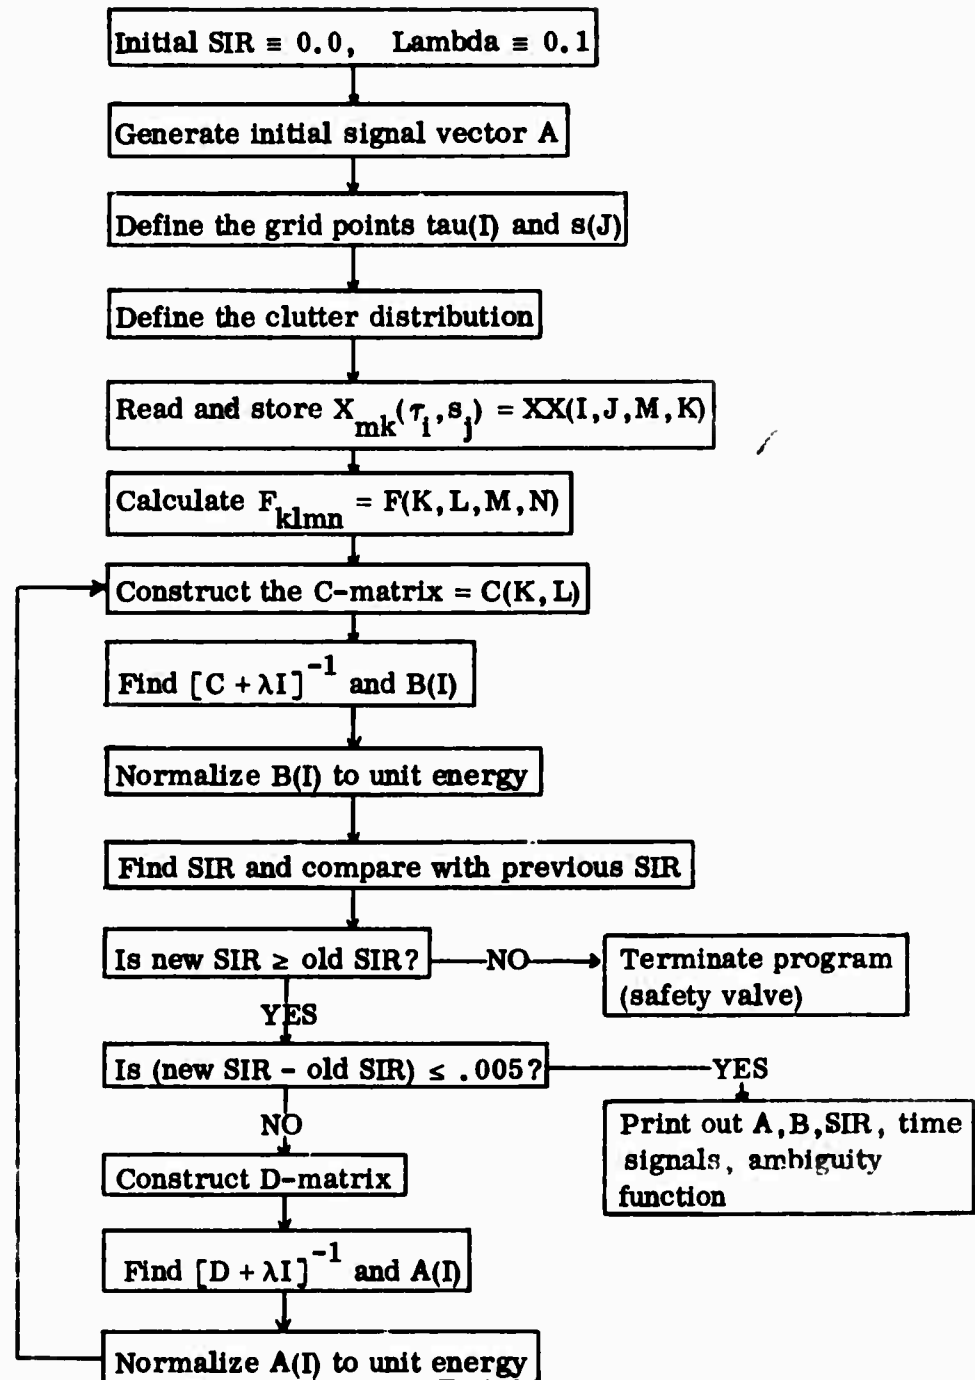 Initial SIR ≡ 0.0, Lambda ≡ 0.1
Generate initial signal vector A
Define the grid points tau(I) and s(J)
Define the clutter distribution
Read and store X_mk(τ_i, s_j) = XX(I, J, M, K)
Calculate F_klmn = F(K, L, M, N)
Construct the C-matrix = C(K, L)
Find [C + λI]^-1 and B(I)
Normalize B(I) to unit energy
Find SIR and compare with previous SIR
Is new SIR ≥ old SIR?
NO
Terminate program
(safety valve)
YES
Is (new SIR - old SIR) ≤ .005?
YES
Print out A, B, SIR, time
signals, ambiguity
function
NO
Construct D-matrix
Find [D + λI]^-1 and A(I)
Normalize A(I) to unit energy